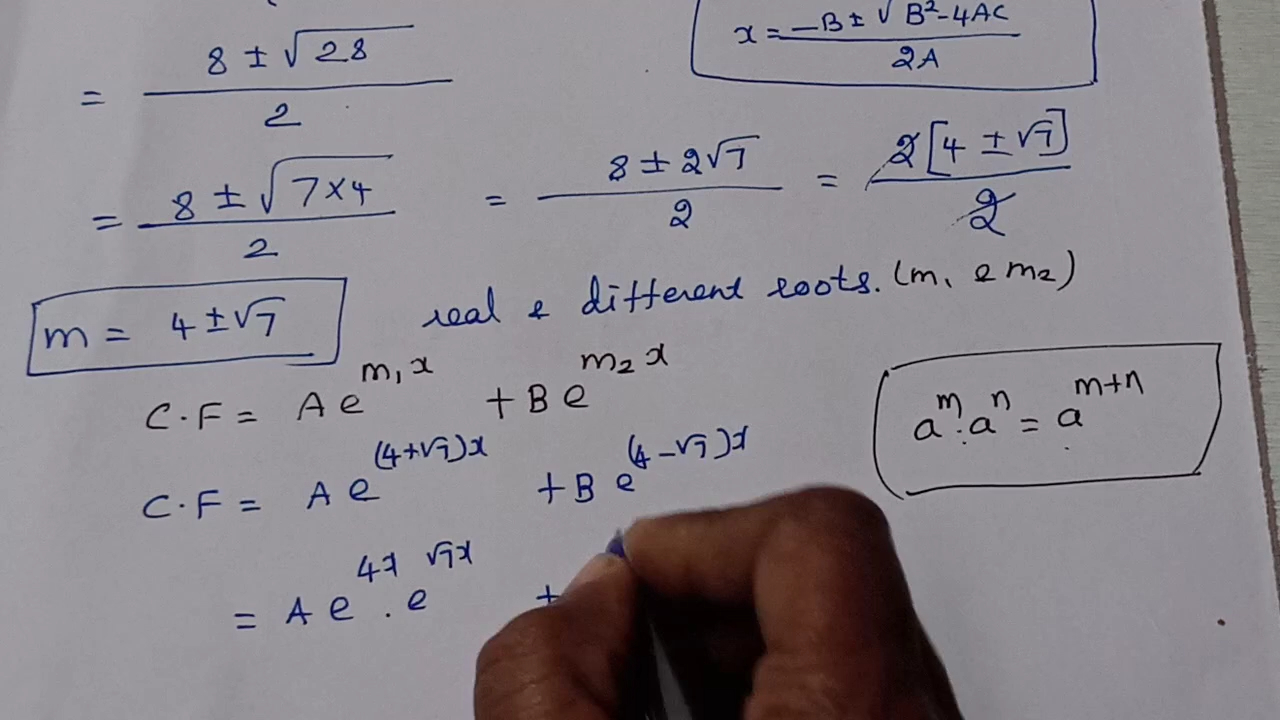 = 8 ± √28 / 2
x = -B ± √ B² - 4AC / 2A
= 8 ± √7×4 / 2 = 8 ± 2√7 / 2 = 2[4 ± √7] / 2
m = 4 ± √7 real & different roots. (m₁ & m₂)
C.F = A e^m₁x + B e^m₂x
a^m . a^n = a^m+n
C.F = A e^(4+√7)x + B e^(4-√7)x
= A e^4x . e^√7x +